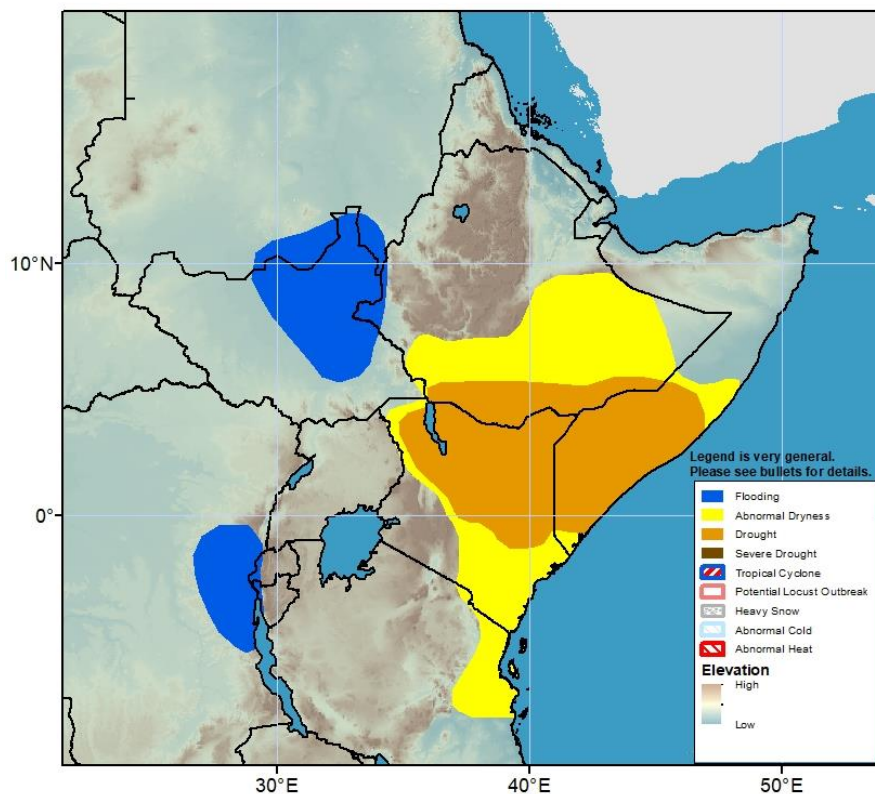 10°N
0°
30°E
40°E
50°E
Legend is very general.
Please see bullets for details.
Flooding
Abnormal Dryness
Drought
Severe Drought
Tropical Cyclone
Potential Locust Outbreak
Heavy Snow
Abnormal Cold
Abnormal Heat
Elevation
High
Low